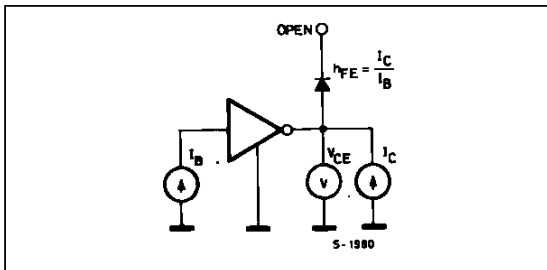 OPEN
hFE = IC / IB
IB
VCE
IC
V
S-1980